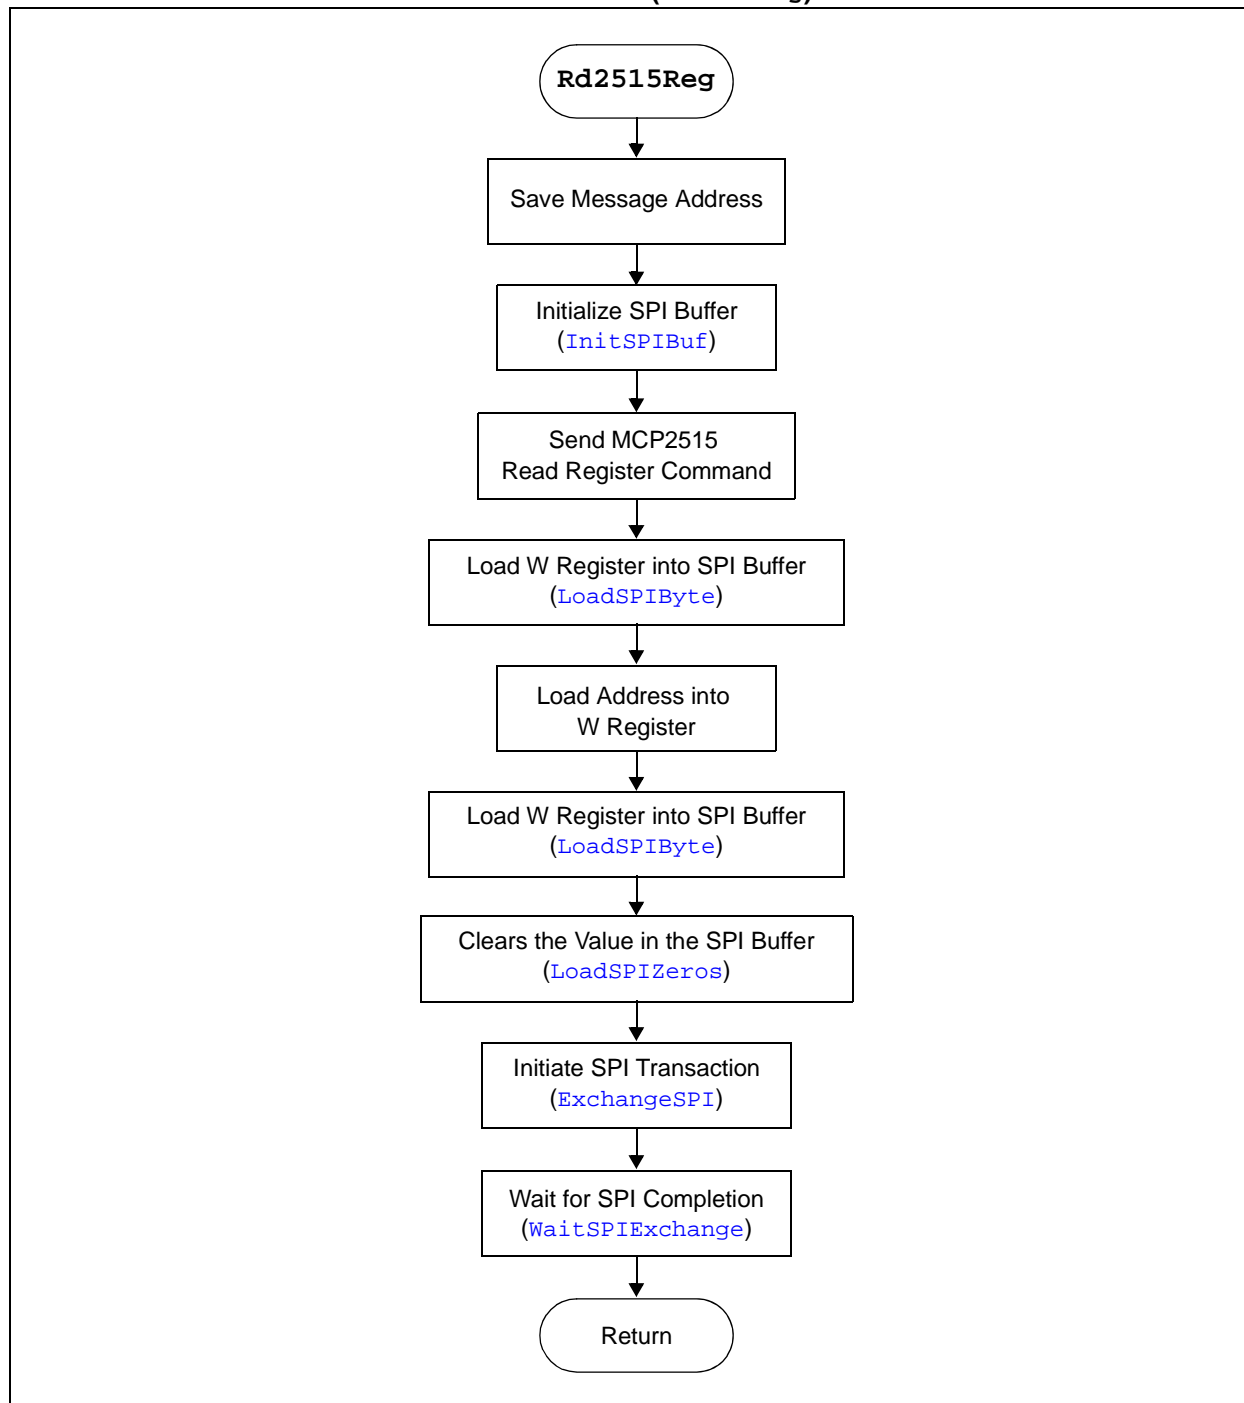 Rd2515Reg
Save Message Address
Initialize SPI Buffer
(InitSPIBuf)
Send MCP2515
Read Register Command
Load W Register into SPI Buffer
(LoadSPIByte)
Load Address into
W Register
Load W Register into SPI Buffer
(LoadSPIByte)
Clears the Value in the SPI Buffer
(LoadSPIZeros)
Initiate SPI Transaction
(ExchangeSPI)
Wait for SPI Completion
(WaitSPIExchange)
Return